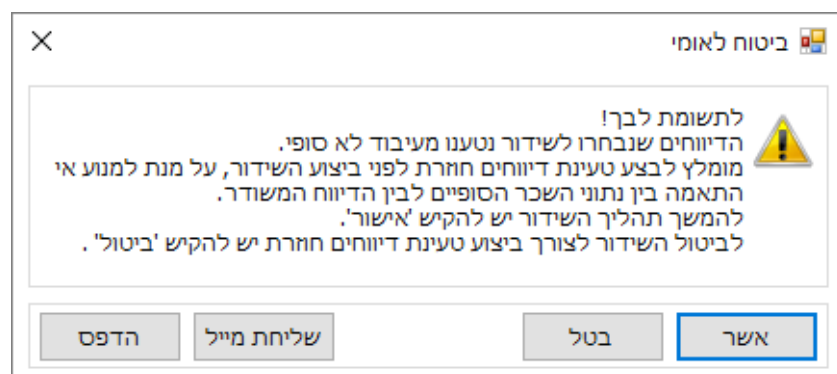 ביטוח לאומי
לתשומת לבך!
הדיווחים שנבחרו לשידור נטענו מעיבוד לא סופי.
מומלץ לבצע טעינת דיווחים חוזרת לפני ביצוע השידור, על מנת למנוע אי
התאמה בין נתוני השכר הסופיים לבין הדיווח המשודר.
להמשך תהליך השידור יש להקיש 'אישור'.
לביטול השידור לצורך ביצוע טעינת דיווחים חוזרת יש להקיש 'ביטול' .
אשר
בטל
שליחת מייל
הדפס